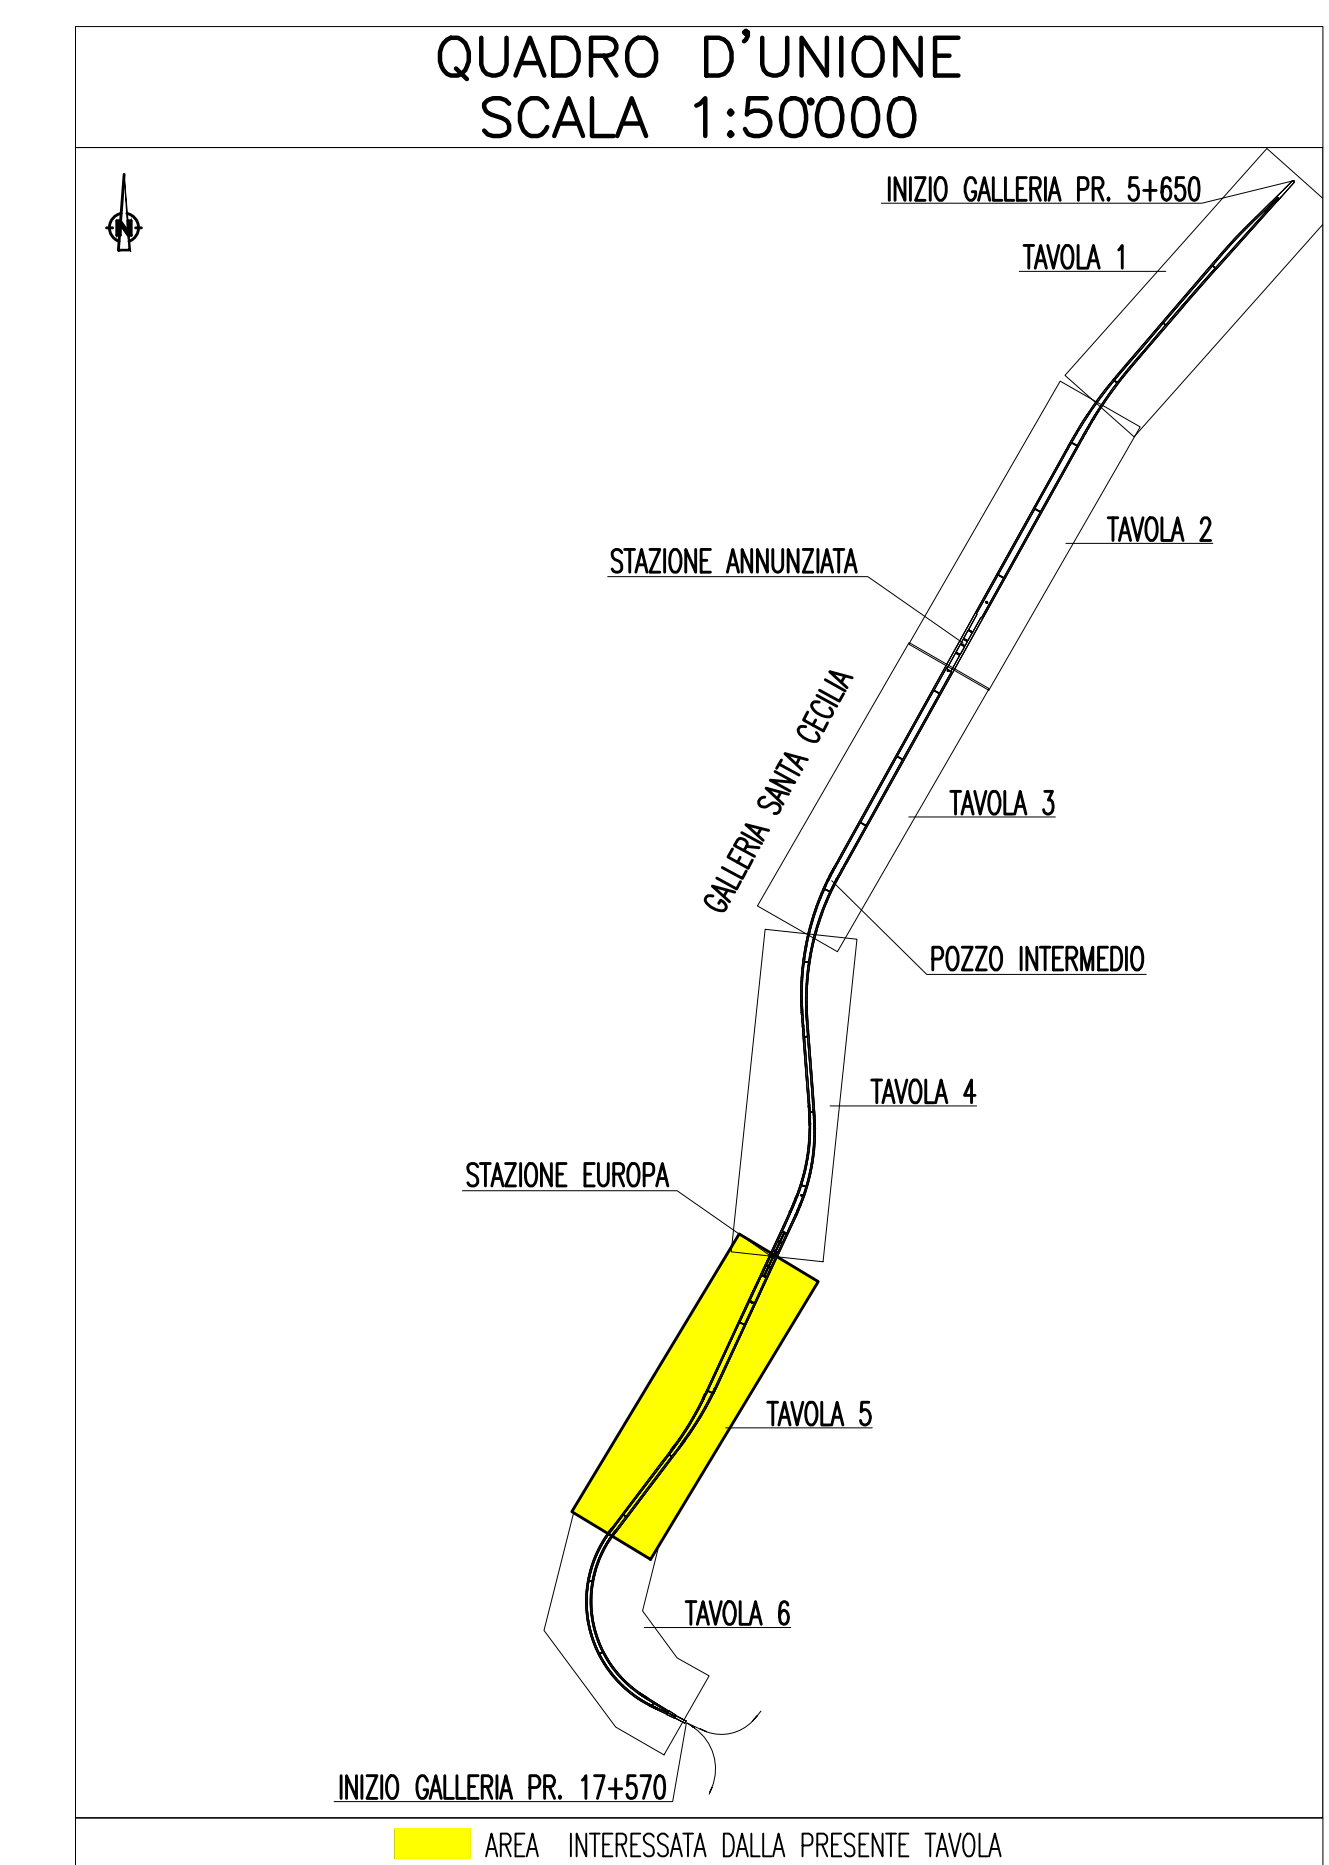 QUADRO D'UNIONE
SCALA 1:50'000
N
INIZIO GALLERIA PR. 5+650
TAVOLA 1
TAVOLA 2
STAZIONE ANNUNZIATA
GALLERIA SANTA CECILIA
TAVOLA 3
POZZO INTERMEDIO
TAVOLA 4
STAZIONE EUROPA
TAVOLA 5
TAVOLA 6
INIZIO GALLERIA PR. 17+570
AREA INTERESSATA DALLA PRESENTE TAVOLA